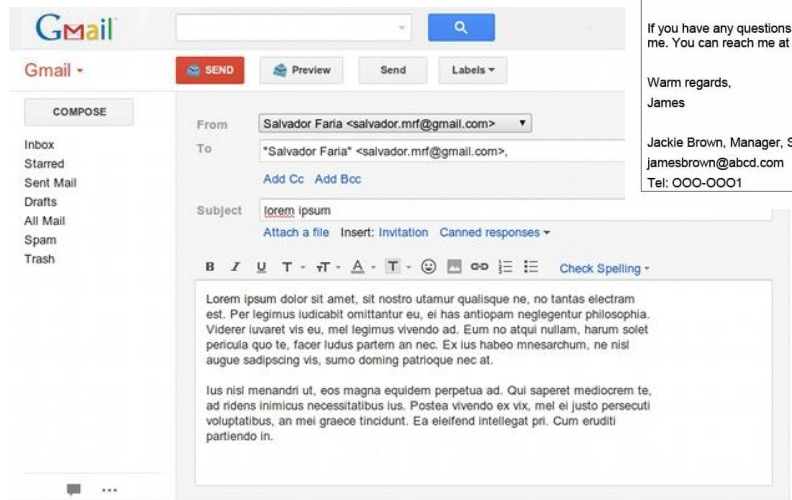 Gmail
Gmail
SEND
Preview
Send
Labels
COMPOSE
Inbox
Starred
Sent Mail
Drafts
All Mail
Spam
Trash
From
Salvador Faria <salvador.mrf@gmail.com>
To
"Salvador Faria" <salvador.mrf@gmail.com>,
Add Cc Add Bcc
Subject
lorem ipsum
Attach a file Insert: Invitation Canned responses
B I U T T A T Check Spelling
Lorem ipsum dolor sit amet, sit nostro utamur qualisque ne, no tantas electram
est. Per legimus iudicabit omittantur eu, ei has antiopam neglegentur philosophia.
Viderer iuvaret vis eu, mel legimus vivendo ad. Eum no atqui nullam, harum solet
pericula quo te, facer ludus partem an nec. Ex ius habeo mnesarchum, ne nisl
augue sadipscing vis, sumo doming patrioque nec at.
Ius nisl menandri ut, eos magna equidem perpetua ad. Qui saperet mediocrem te,
ad ridens inimicus necessitatibus ius. Postea vivendo ex vix, mel ei justo persecuti
voluptatibus, an mei graece tincidunt. Ea eleifend intellegat pri. Cum eruditi
partiendo in.
If you have any questions
me. You can reach me at
Warm regards,
James
Jackie Brown, Manager, S
jamesbrown@abcd.com
Tel: OOO-OOO1